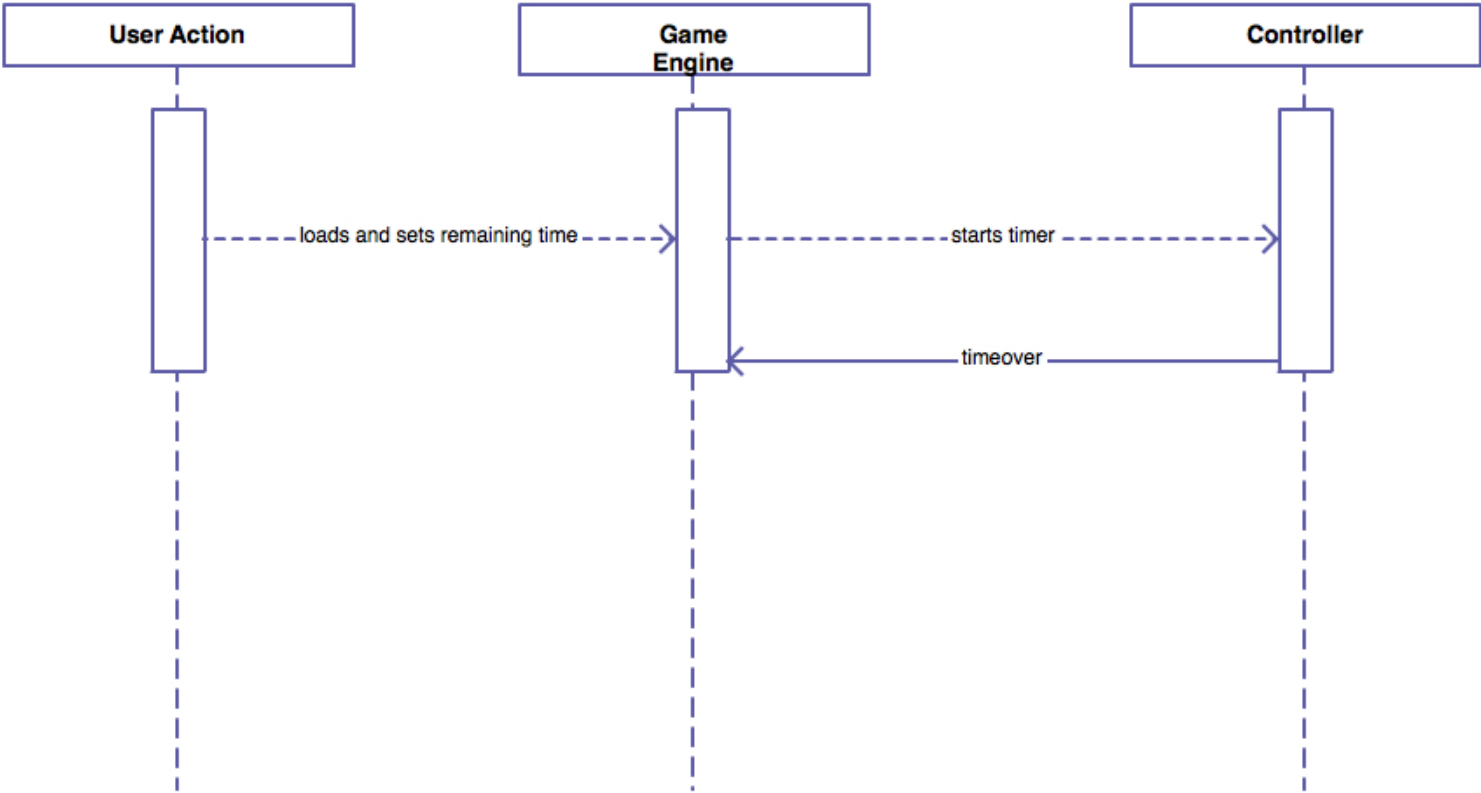 User Action
Game
Engine
Controller
loads and sets remaining time
starts timer
timeover